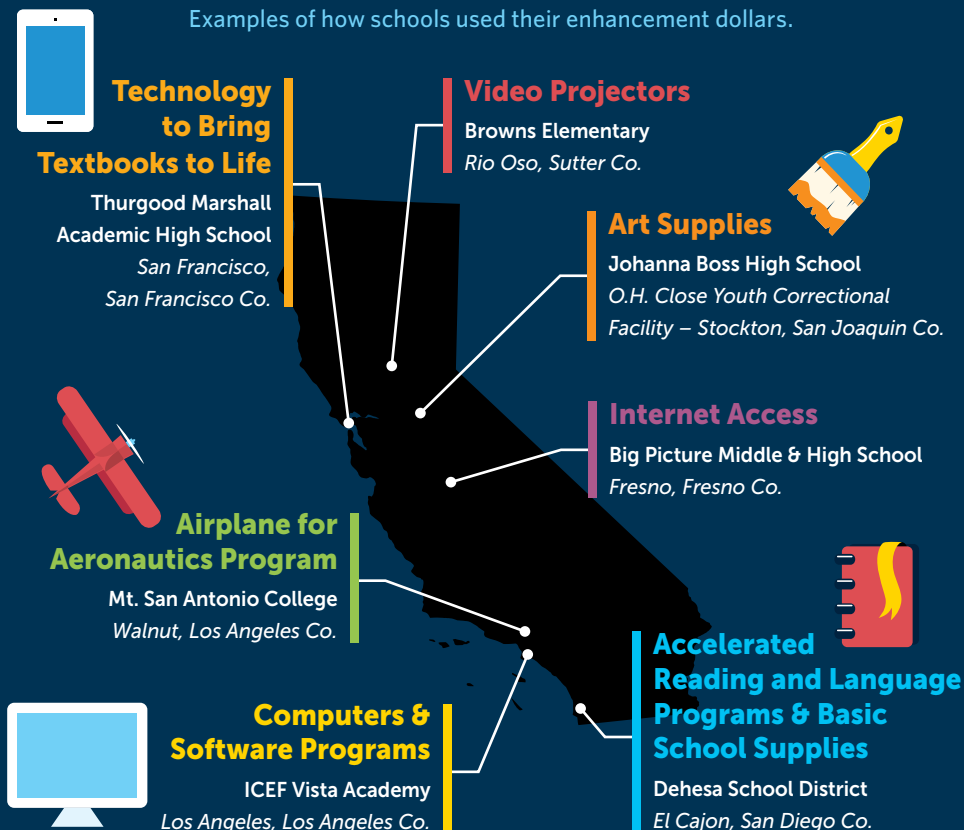 Examples of how schools used their enhancement dollars.
Technology
to Bring
Textbooks to Life
Thurgood Marshall
Academic High School
San Francisco,
San Francisco Co.
Video Projectors
Browns Elementary
Rio Oso, Sutter Co.
Art Supplies
Johanna Boss High School
O.H. Close Youth Correctional
Facility – Stockton, San Joaquin Co.
Internet Access
Big Picture Middle & High School
Fresno, Fresno Co.
Airplane for
Aeronautics Program
Mt. San Antonio College
Walnut, Los Angeles Co.
Accelerated
Reading and Language
Programs & Basic
School Supplies
Dehesa School District
El Cajon, San Diego Co.
Computers &
Software Programs
ICEF Vista Academy
Los Angeles, Los Angeles Co.